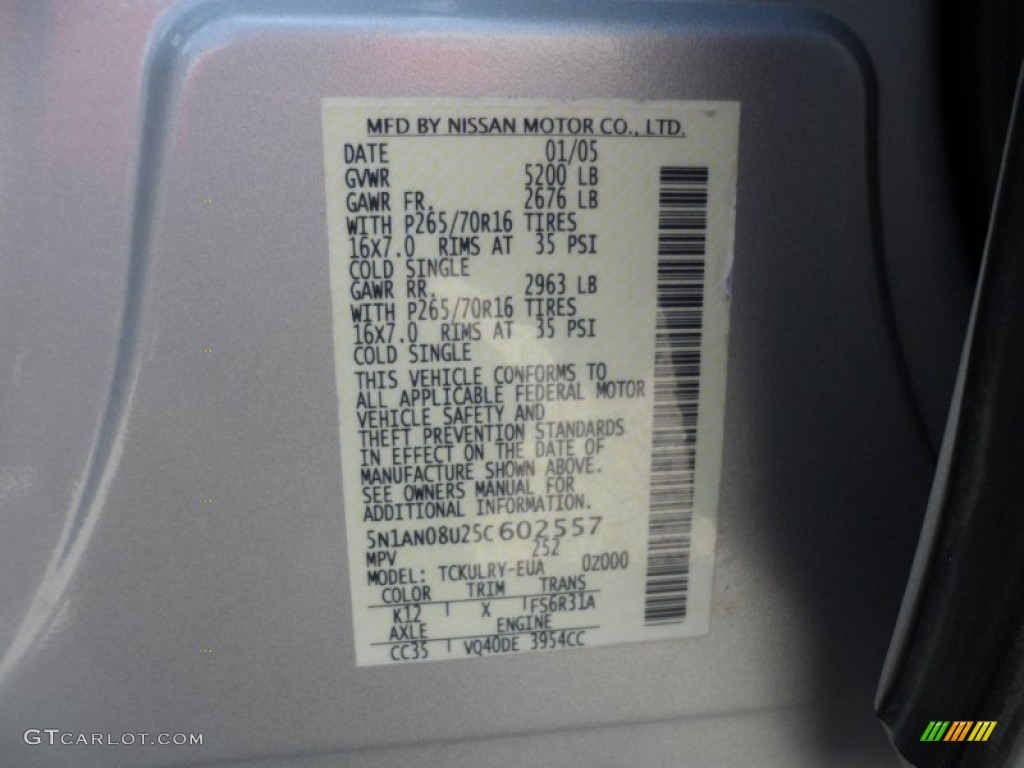 MFD BY NISSAN MOTOR CO., LTD.
DATE 01/05
GVWR 5200 LB
GAWR FR. 2676 LB
WITH P265/70R16 TIRES
16X7.0 RIMS AT 35 PSI
COLD SINGLE
GAWR RR. 2963 LB
WITH P265/70R16 TIRES
16X7.0 RIMS AT 35 PSI
COLD SINGLE
THIS VEHICLE CONFORMS TO
ALL APPLICABLE FEDERAL MOTOR
VEHICLE SAFETY AND
THEFT PREVENTION STANDARDS
IN EFFECT ON THE DATE OF
MANUFACTURE SHOWN ABOVE.
SEE OWNERS MANUAL FOR
ADDITIONAL INFORMATION.
5N1AN08U25C602557
MPV 252
MODEL: TCKULRY-EUA 0Z000
COLOR TRIM TRANS
K12 X FS6R31A
AXLE ENGINE
CC35 VQ40DE 3954CC
GTCARLOT.COM